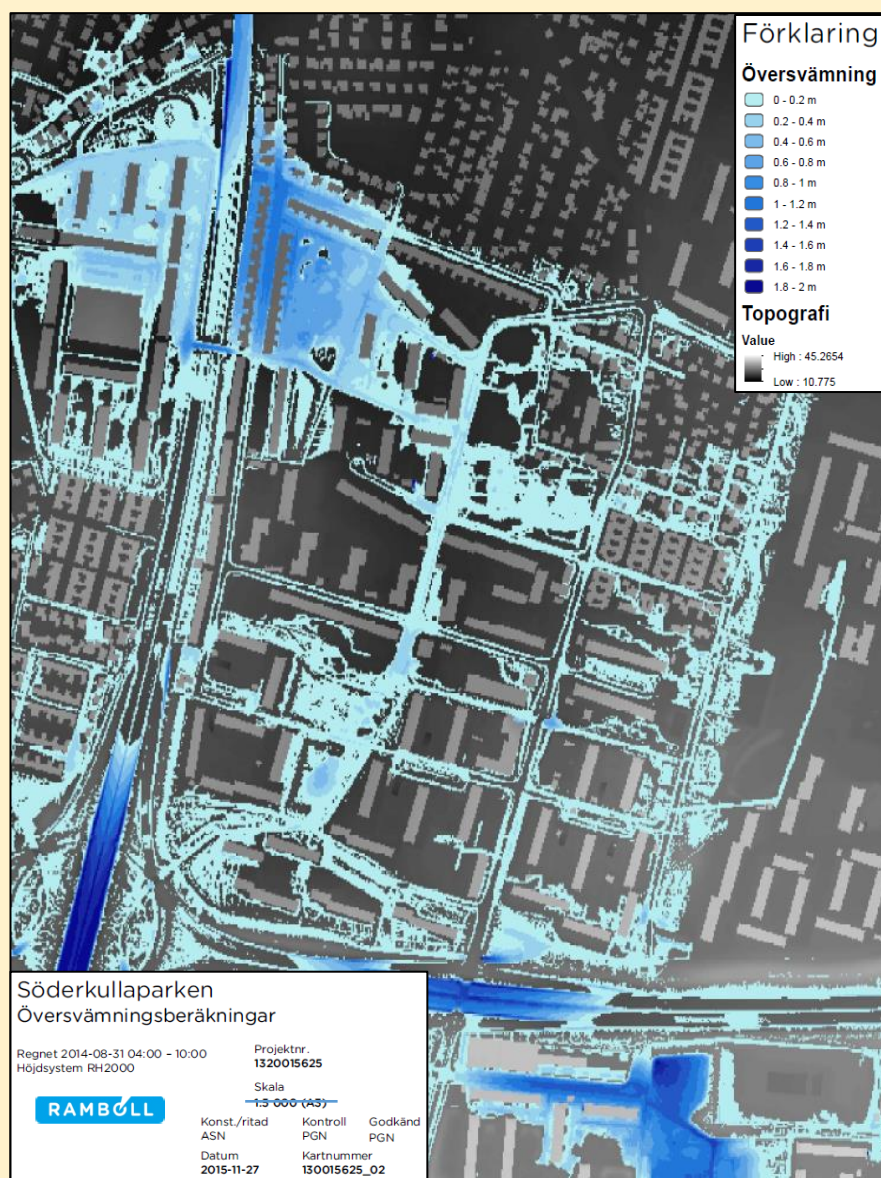 Förklaring
Översvämning
0 - 0.2 m
0.2 - 0.4 m
0.4 - 0.6 m
0.6 - 0.8 m
0.8 - 1 m
1 - 1.2 m
1.2 - 1.4 m
1.4 - 1.6 m
1.6 - 1.8 m
1.8 - 2 m
Topografi
Value
High : 45.2654
Low : 10.775
Söderkullaparken
Översvämningsberäkningar
Regnet 2014-08-31 04:00 - 10:00
Höjdsystem RH2000
RAMBOLL
Projektnr.
1320015625
Skala
1:5 000 (A3)
Konst./ritad Kontroll Godkänd
ASN PGN PGN
Datum Kartnummer
2015-11-27 130015625_02